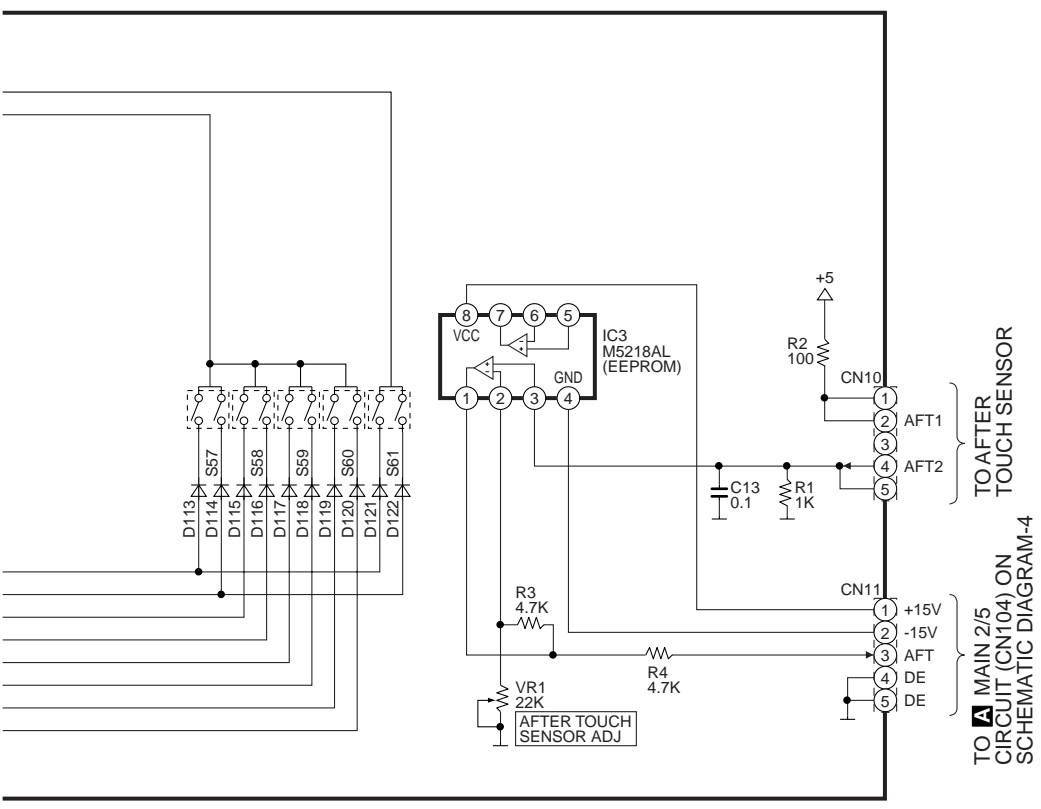 +5
R2
100
CN10
1
2 AFT1
3
4 AFT2
5
TO AFTER
TOUCH SENSOR
8 7 6 5
VCC
IC3
M5218AL
(EEPROM)
GND
1 2 3 4
- +
+ -
S57
S58
S59
S60
S61
D113
D114
D115
D116
D117
D118
D119
D120
D121
D122
C13
0.1
R1
1K
R3
4.7K
R4
4.7K
VR1
22K
AFTER TOUCH
SENSOR ADJ
CN11
1 +15V
2 -15V
3 AFT
4 DE
5 DE
TO A MAIN 2/5
CIRCUIT (CN104) ON
SCHEMATIC DIAGRAM-4